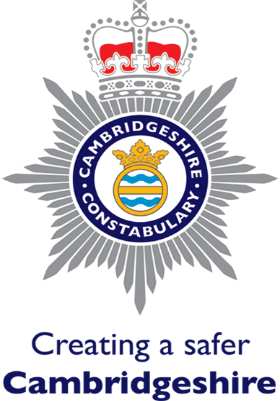 CAMBRIDGESHIRE
CONSTABULARY
Creating a safer
Cambridgeshire